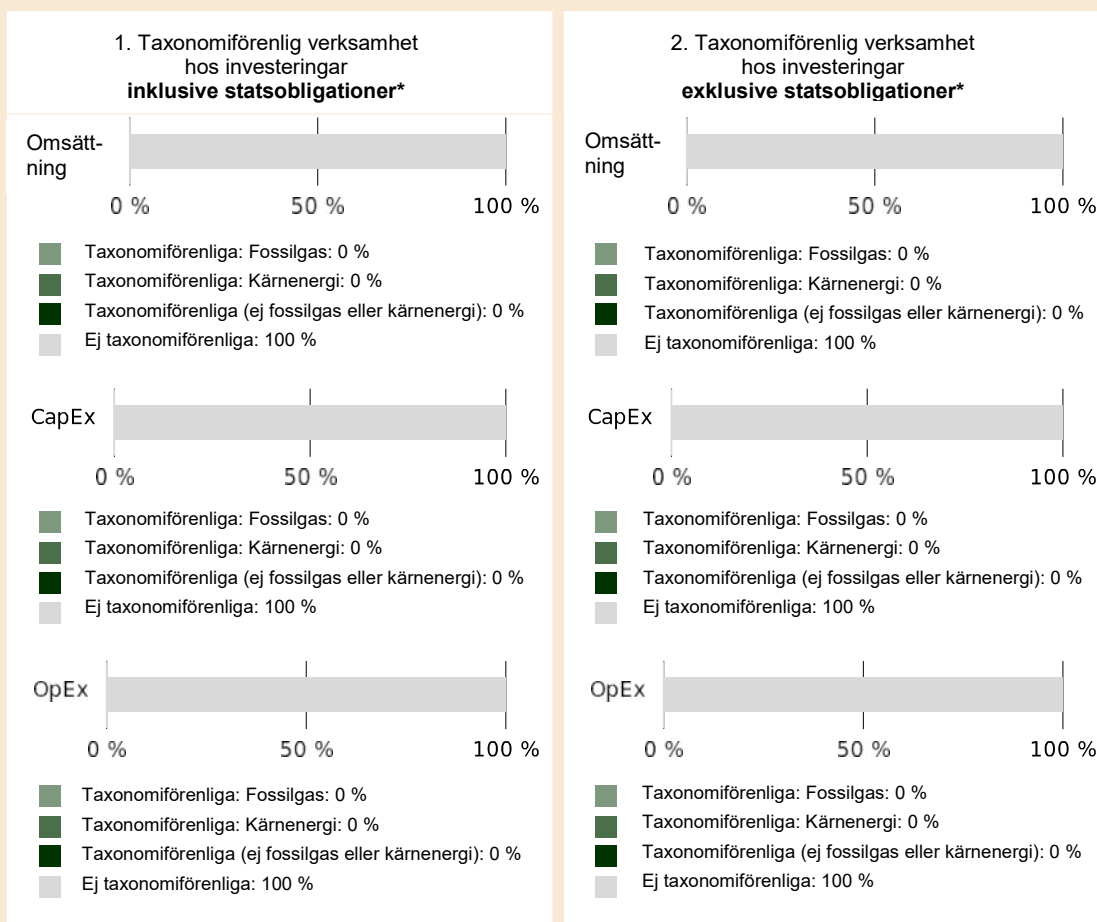 1. Taxonomiförenlig verksamhet
hos investeringar
inklusive statsobligationer*
Omsätt-
ning
0 % 50 % 100 %
Taxonomiförenliga: Fossilgas: 0 %
Taxonomiförenliga: Kärnenergi: 0 %
Taxonomiförenliga (ej fossilgas eller kärnenergi): 0 %
Ej taxonomiförenliga: 100 %
CapEx
0 % 50 % 100 %
Taxonomiförenliga: Fossilgas: 0 %
Taxonomiförenliga: Kärnenergi: 0 %
Taxonomiförenliga (ej fossilgas eller kärnenergi): 0 %
Ej taxonomiförenliga: 100 %
OpEx
0 % 50 % 100 %
Taxonomiförenliga: Fossilgas: 0 %
Taxonomiförenliga: Kärnenergi: 0 %
Taxonomiförenliga (ej fossilgas eller kärnenergi): 0 %
Ej taxonomiförenliga: 100 %
2. Taxonomiförenlig verksamhet
hos investeringar
exklusive statsobligationer*
Omsätt-
ning
0 % 50 % 100 %
Taxonomiförenliga: Fossilgas: 0 %
Taxonomiförenliga: Kärnenergi: 0 %
Taxonomiförenliga (ej fossilgas eller kärnenergi): 0 %
Ej taxonomiförenliga: 100 %
CapEx
0 % 50 % 100 %
Taxonomiförenliga: Fossilgas: 0 %
Taxonomiförenliga: Kärnenergi: 0 %
Taxonomiförenliga (ej fossilgas eller kärnenergi): 0 %
Ej taxonomiförenliga: 100 %
OpEx
0 % 50 % 100 %
Taxonomiförenliga: Fossilgas: 0 %
Taxonomiförenliga: Kärnenergi: 0 %
Taxonomiförenliga (ej fossilgas eller kärnenergi): 0 %
Ej taxonomiförenliga: 100 %